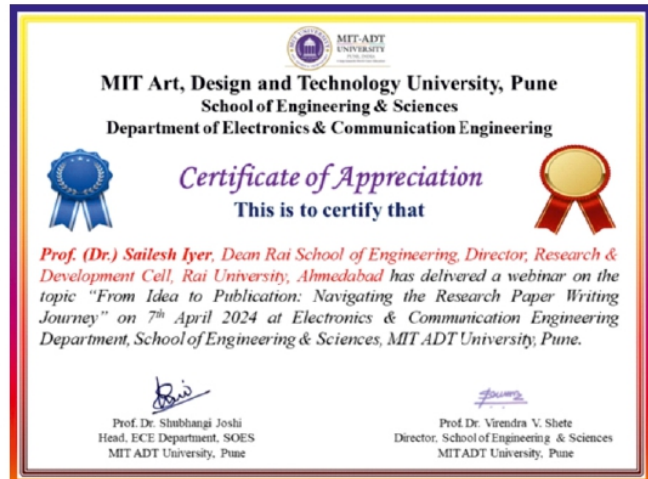 MIT-ADT
UNIVERSITY
PUNE, INDIA
MIT Art, Design and Technology University, Pune
School of Engineering & Sciences
Department of Electronics & Communication Engineering
Certificate of Appreciation
This is to certify that
Prof. (Dr.) Sailesh Iyer, Dean Rai School of Engineering, Director, Research &
Development Cell, Rai University, Ahmedabad has delivered a webinar on the
topic “From Idea to Publication: Navigating the Research Paper Writing
Journey” on 7th April 2024 at Electronics & Communication Engineering
Department, School of Engineering & Sciences, MIT ADT University, Pune.
Prof. Dr. Shubhangi Joshi
Head, ECE Department, SOES
MIT ADT University, Pune
Prof. Dr. Virendra V. Shete
Director, School of Engineering & Sciences
MIT ADT University, Pune